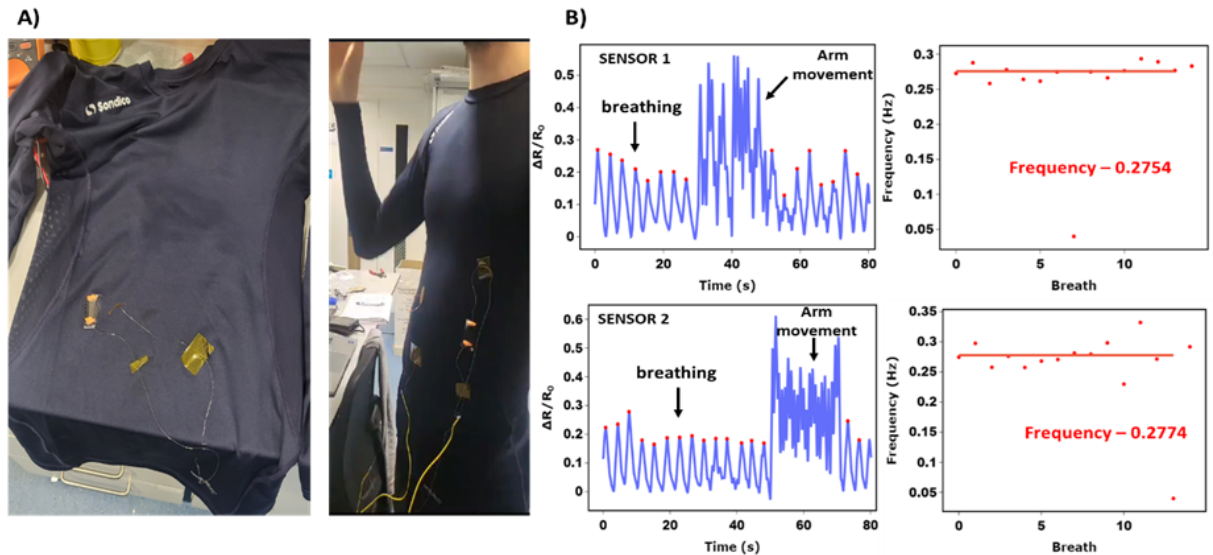 A)
Sondico
B)
SENSOR 1
Arm
movement
breathing
ΔR/R₀
0.5
0.4
0.3
0.2
0.1
0
0
20
40
60
80
Time (s)
Frequency (Hz)
0.3
0.25
0.15
0.1
0.05
Frequency – 0.2754
0
5
10
Breath
SENSOR 2
Arm
movement
breathing
ΔR/R₀
0.6
0.5
0.4
0.3
0.2
0.1
0
0
20
40
60
80
Time (s)
Frequency (Hz)
0.35
0.3
0.25
0.2
0.15
0.1
0.05
Frequency – 0.2774
0
5
10
Breath